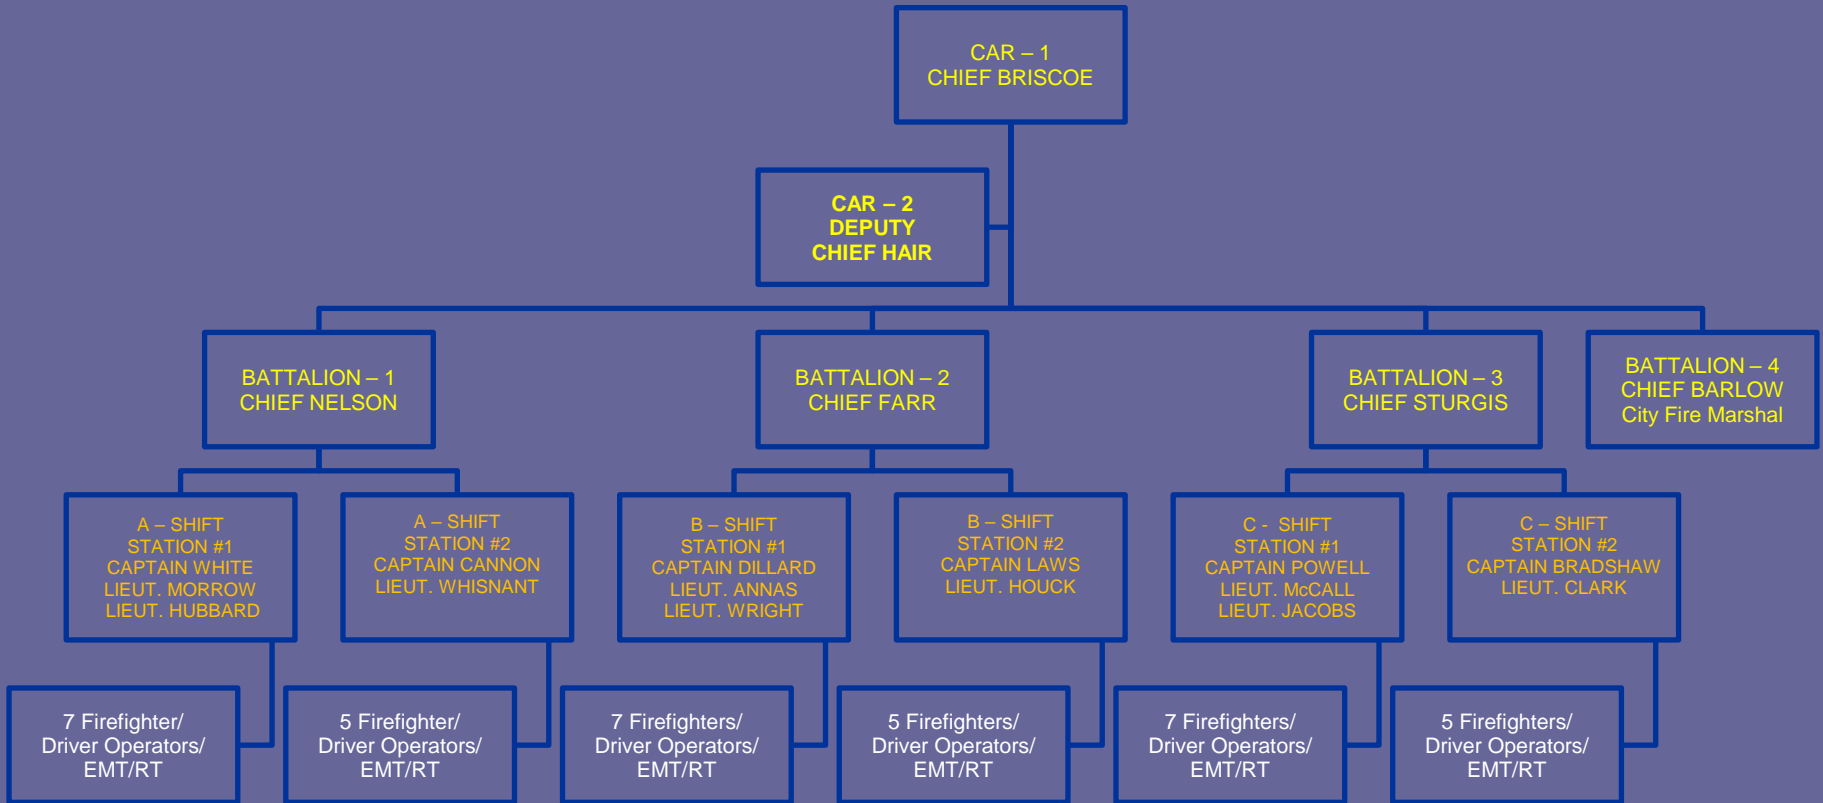 CAR – 1
CHIEF BRISCOE
CAR – 2
DEPUTY
CHIEF HAIR
BATTALION – 1
CHIEF NELSON
BATTALION – 2
CHIEF FARR
BATTALION – 3
CHIEF STURGIS
BATTALION – 4
CHIEF BARLOW
City Fire Marshal
A – SHIFT
STATION #1
CAPTAIN WHITE
LIEUT. MORROW
LIEUT. HUBBARD
A – SHIFT
STATION #2
CAPTAIN CANNON
LIEUT. WHISNANT
B – SHIFT
STATION #1
CAPTAIN DILLARD
LIEUT. ANNAS
LIEUT. WRIGHT
B – SHIFT
STATION #2
CAPTAIN LAWS
LIEUT. HOUCK
C - SHIFT
STATION #1
CAPTAIN POWELL
LIEUT. McCALL
LIEUT. JACOBS
C – SHIFT
STATION #2
CAPTAIN BRADSHAW
LIEUT. CLARK
7 Firefighter/
Driver Operators/
EMT/RT
5 Firefighter/
Driver Operators/
EMT/RT
7 Firefighters/
Driver Operators/
EMT/RT
5 Firefighters/
Driver Operators/
EMT/RT
7 Firefighters/
Driver Operators/
EMT/RT
5 Firefighters/
Driver Operators/
EMT/RT